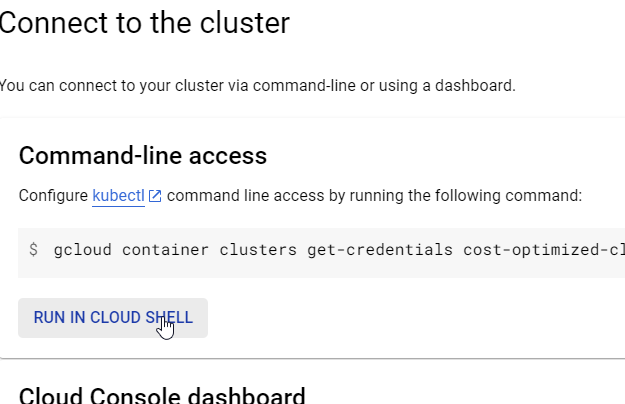 Connect to the cluster
You can connect to your cluster via command-line or using a dashboard.
Command-line access
Configure kubectl command line access by running the following command:
$ gcloud container clusters get-credentials cost-optimized-cl
RUN IN CLOUD SHELL
Cloud Console dashboard